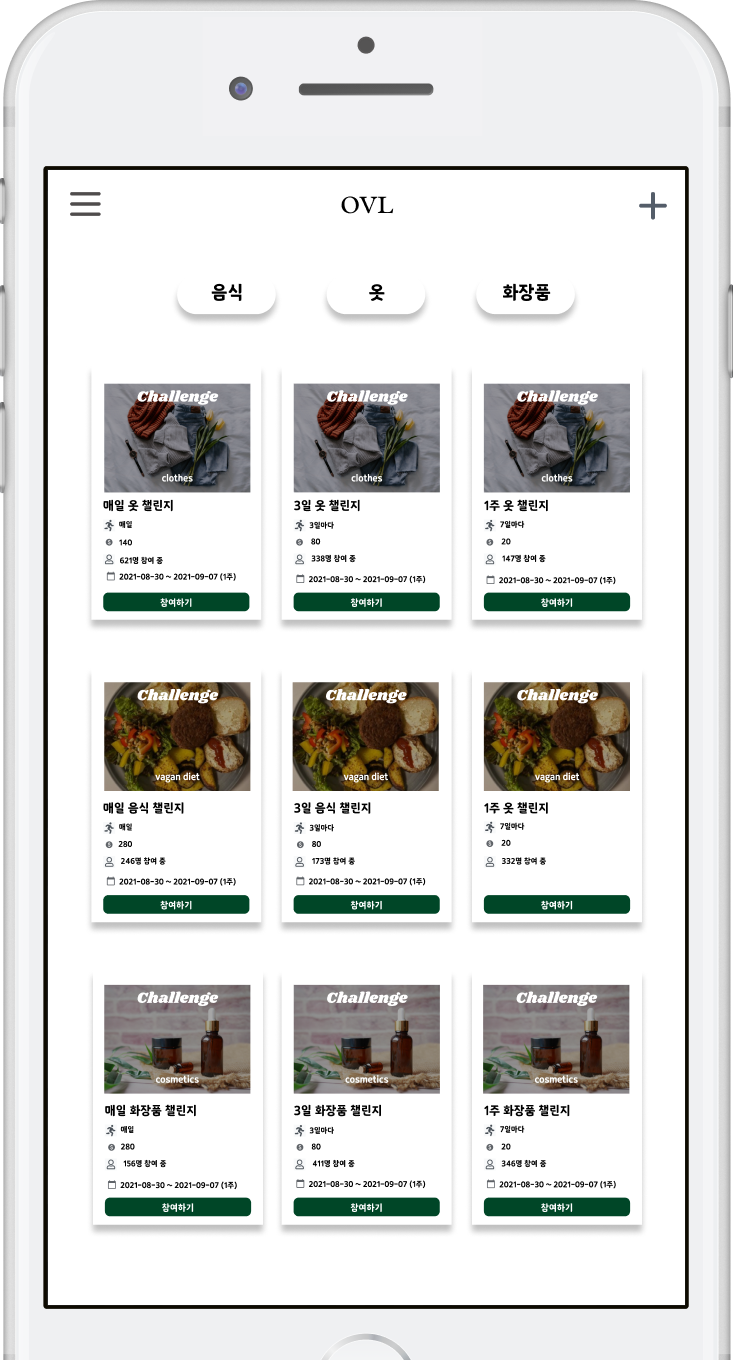 OVL
음식 옷 화장품
Challenge
clothes
매일 옷 챌린지
매일
140
621명 참여 중
2021-08-30 ~ 2021-09-07 (1주)
참여하기
Challenge
clothes
3일 옷 챌린지
3일마다
80
338명 참여 중
2021-08-30 ~ 2021-09-07 (1주)
참여하기
Challenge
clothes
1주 옷 챌린지
7일마다
20
147명 참여 중
2021-08-30 ~ 2021-09-07 (1주)
참여하기
Challenge
vagan diet
매일 음식 챌린지
매일
280
246명 참여 중
2021-08-30 ~ 2021-09-07 (1주)
참여하기
Challenge
vagan diet
3일 음식 챌린지
3일마다
80
173명 참여 중
2021-08-30 ~ 2021-09-07 (1주)
참여하기
Challenge
vagan diet
1주 옷 챌린지
7일마다
20
332명 참여 중
참여하기
Challenge
cosmetics
매일 화장품 챌린지
매일
280
156명 참여 중
2021-08-30 ~ 2021-09-07 (1주)
참여하기
Challenge
cosmetics
3일 화장품 챌린지
3일마다
80
411명 참여 중
2021-08-30 ~ 2021-09-07 (1주)
참여하기
Challenge
cosmetics
1주 화장품 챌린지
7일마다
20
346명 참여 중
2021-08-30 ~ 2021-09-07 (1주)
참여하기